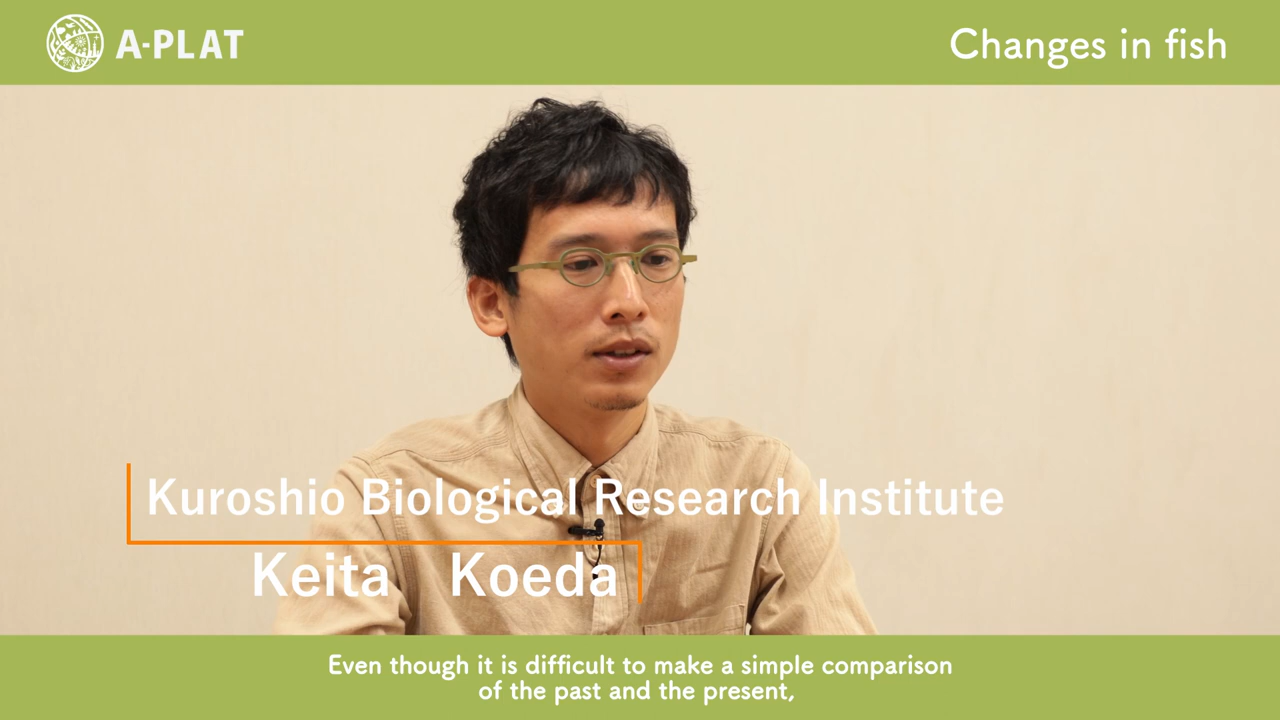 A-PLAT
Changes in fish
Kuroshio Biological Research Institute
Keita Koeda
Even though it is difficult to make a simple comparison
of the past and the present,